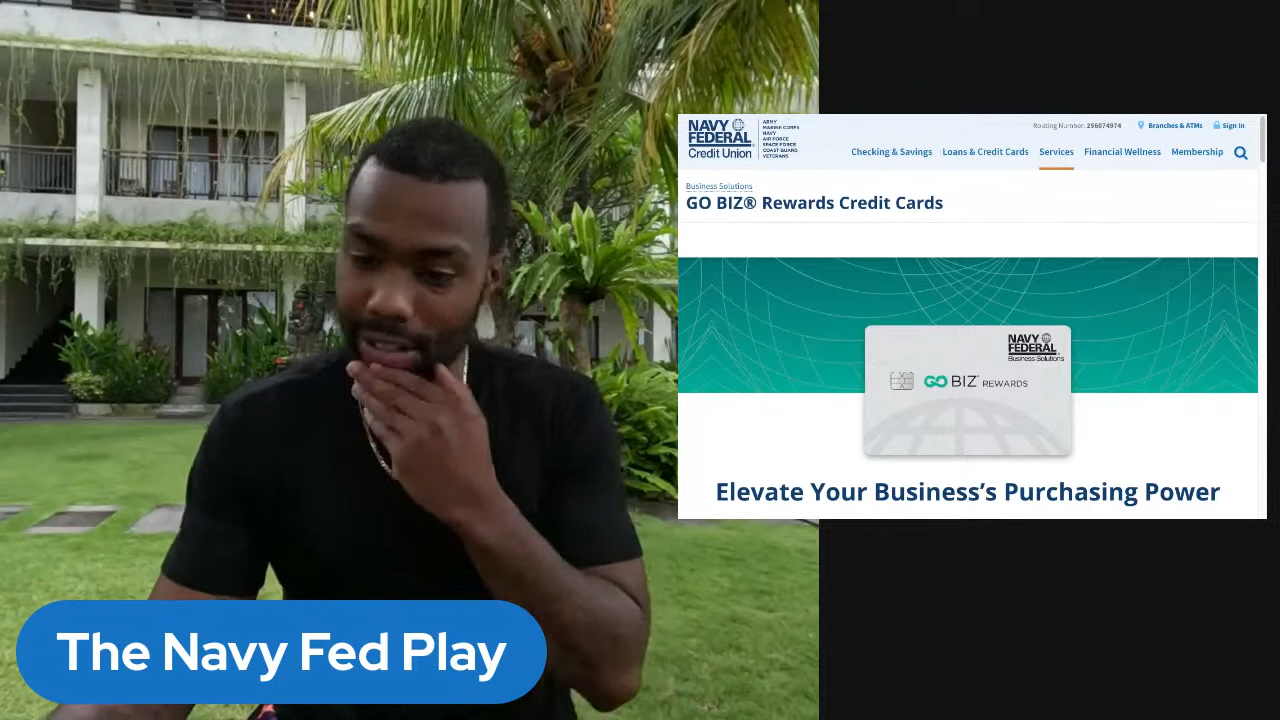 NAVY
FEDERAL
Credit Union
ARMY
MARINE CORPS
NAVY
AIR FORCE
SPACE FORCE
COAST GUARD
VETERANS
Routing Number: 256074974
Branches & ATMs
Sign In
Checking & Savings
Loans & Credit Cards
Services
Financial Wellness
Membership
Business Solutions
GO BIZ® Rewards Credit Cards
NAVY
FEDERAL
Business Solutions
GO BIZ REWARDS
Elevate Your Business’s Purchasing Power
The Navy Fed Play